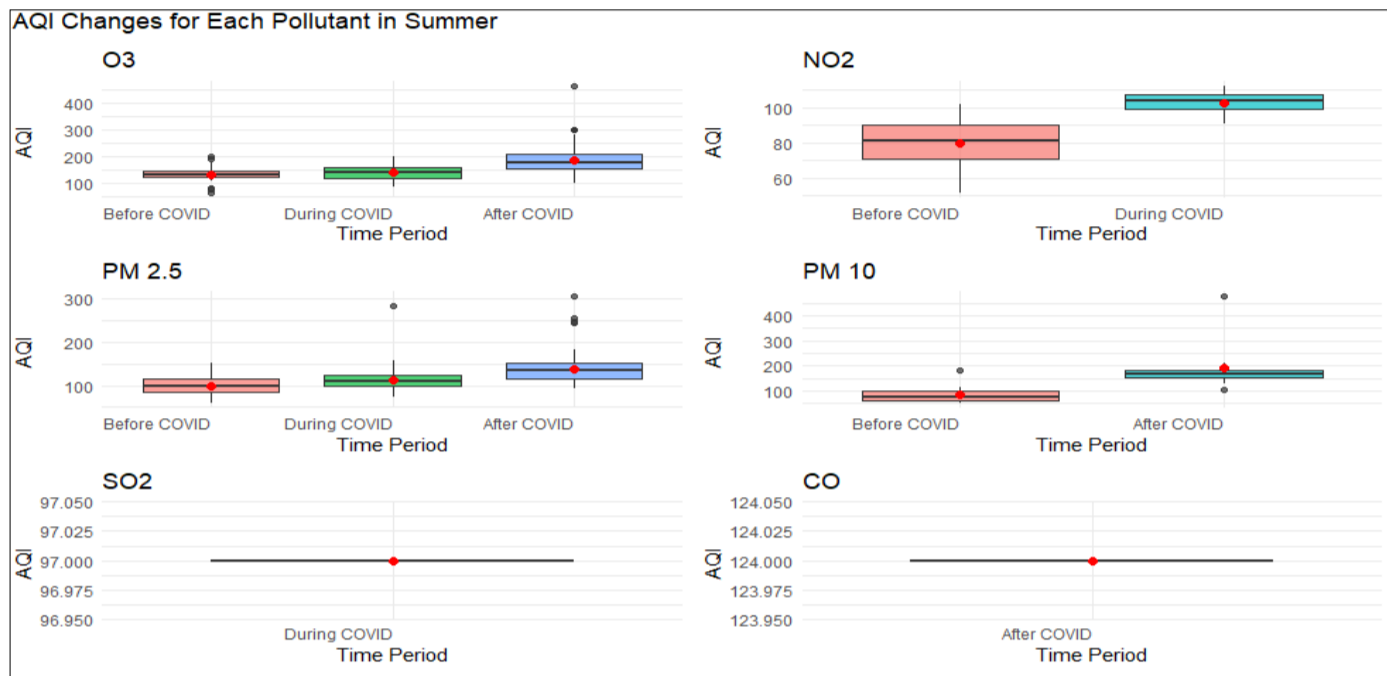 AQI Changes for Each Pollutant in Summer
O3
400
300
200
100
AQI
Before COVID During COVID After COVID
Time Period
NO2
100
80
60
AQI
Before COVID During COVID
Time Period
PM 2.5
300
200
100
AQI
Before COVID During COVID After COVID
Time Period
PM 10
400
300
200
100
AQI
Before COVID After COVID
Time Period
SO2
97.050
97.025
97.000
96.975
96.950
AQI
During COVID
Time Period
CO
124.050
124.025
124.000
123.975
123.950
AQI
After COVID
Time Period